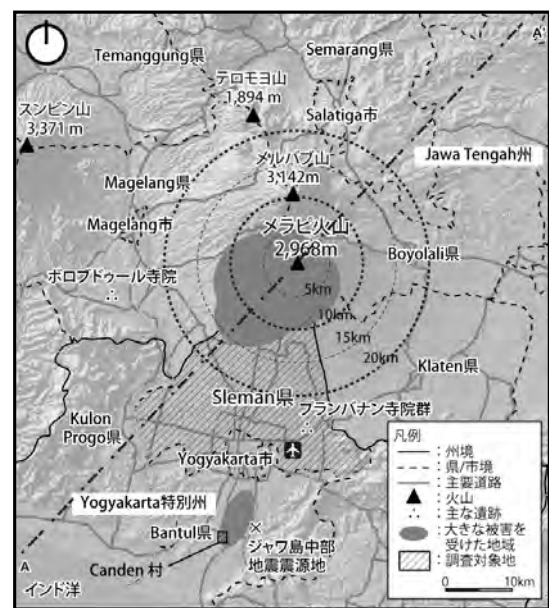 A'
Temanggung県
Semarang県
テロモヨ山
1,894 m
スンビン山
3,371 m
Salatiga市
メルバブ山
3,142m
Jawa Tengah州
Magelang県
Magelang市
メラピ火山
2,968m
Boyolali県
ボロブドゥール寺院
5km
10km
15km
20km
Klaten県
Sleman県
プランバナン寺院群
Kulon
Progo県
Yogyakarta市
Yogyakarta特別州
Bantul県
ジャワ島中部
地震震源地
Canden 村
A
インド洋
凡例
：州境
：県/市境
：主要道路
：火山
：主な遺跡
：大きな被害を
受けた地域
：調査対象地
0
10km